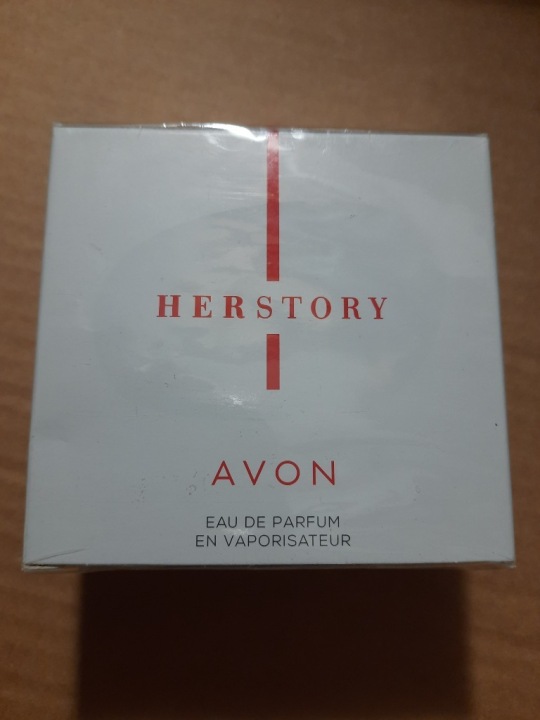 HERSTORY
AVON
EAU DE PARFUM
EN VAPORISATEUR